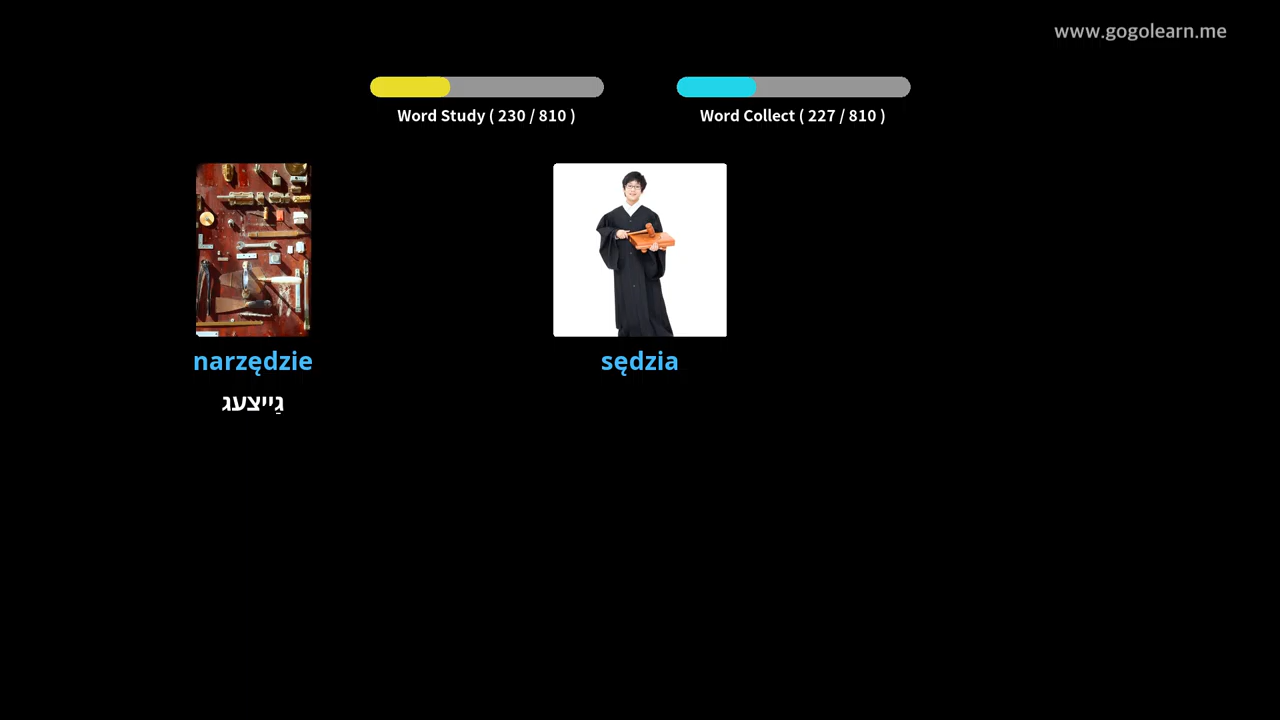 www.gogolearn.me
Word Study ( 230 / 810 )
Word Collect ( 227 / 810 )
narzędzie
גַייצעג
sędzia